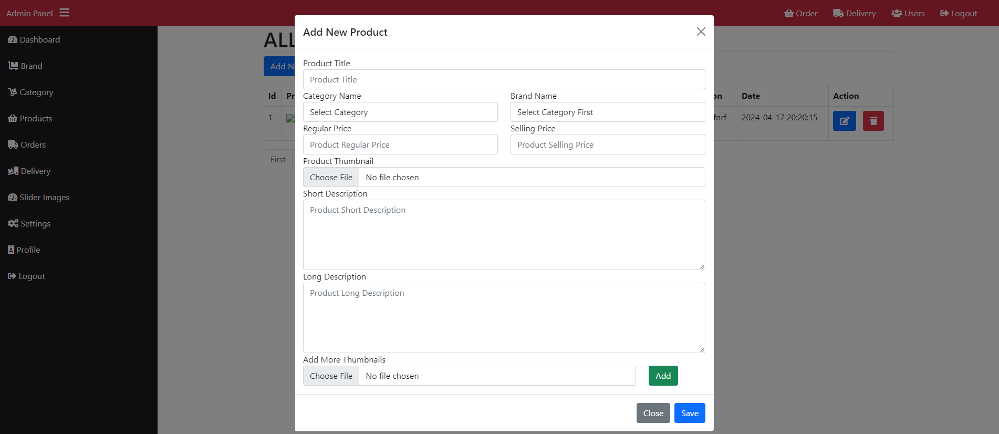 Admin Panel
Order
Delivery
Users
Logout
Dashboard
Brand
Category
Products
Orders
Delivery
Slider Images
Settings
Profile
Logout
ALL
Add N
Id
Pr
on
Date
Action
1
fnrf
2024-04-17 20:20:15
First
Add New Product
Product Title
Product Title
Category Name
Brand Name
Select Category
Select Category First
Regular Price
Selling Price
Product Regular Price
Product Selling Price
Product Thumbnail
Choose File
No file chosen
Short Description
Product Short Description
Long Description
Product Long Description
Add More Thumbnails
Choose File
No file chosen
Add
Close
Save